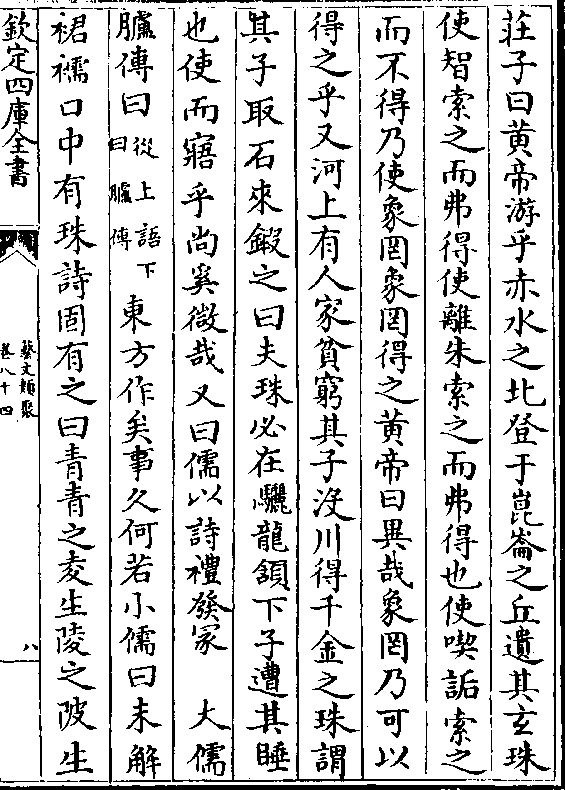 莊子曰黃帝游乎赤水之北登于崑崙之丘遺其玄珠
使智索之而弗得使離朱索之而弗得也使喫詬索之
而不得乃使象罔象罔得之黃帝曰異哉象罔乃可以
得之乎又河上有人家貧窮其子沒川得千金之珠謂
其子取石來鍜之曰夫珠必在驪龍頷下子遭其睡
也使而寤乎尚奚微哉又曰儒以詩禮發冢　大儒
臚傳曰從上語下曰臚傳　東方作矣事久何若小儒曰未解
裙襦口中有珠詩固有之曰青青之麦生陵之陂生
欽定四庫全書
藝文類聚
卷八十四
八